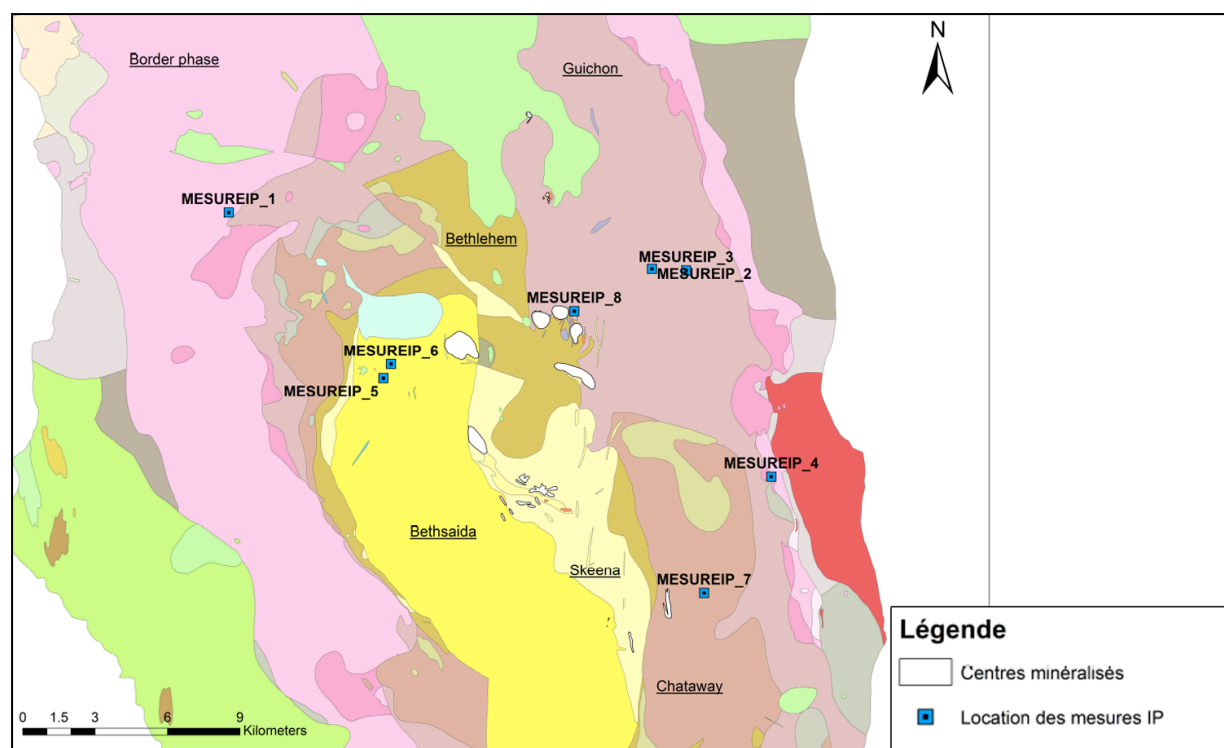 Border phase
Guichon
N
MESUREIP_1
Bethlehem
MESUREIP_3
MESUREIP_2
MESUREIP_8
MESUREIP_6
MESUREIP_5
MESUREIP_4
Bethsaida
Skeena
MESUREIP_7
Chataway
Légende
Centres minéralisés
Location des mesures IP
0 1.5 3 6 9
Kilometers